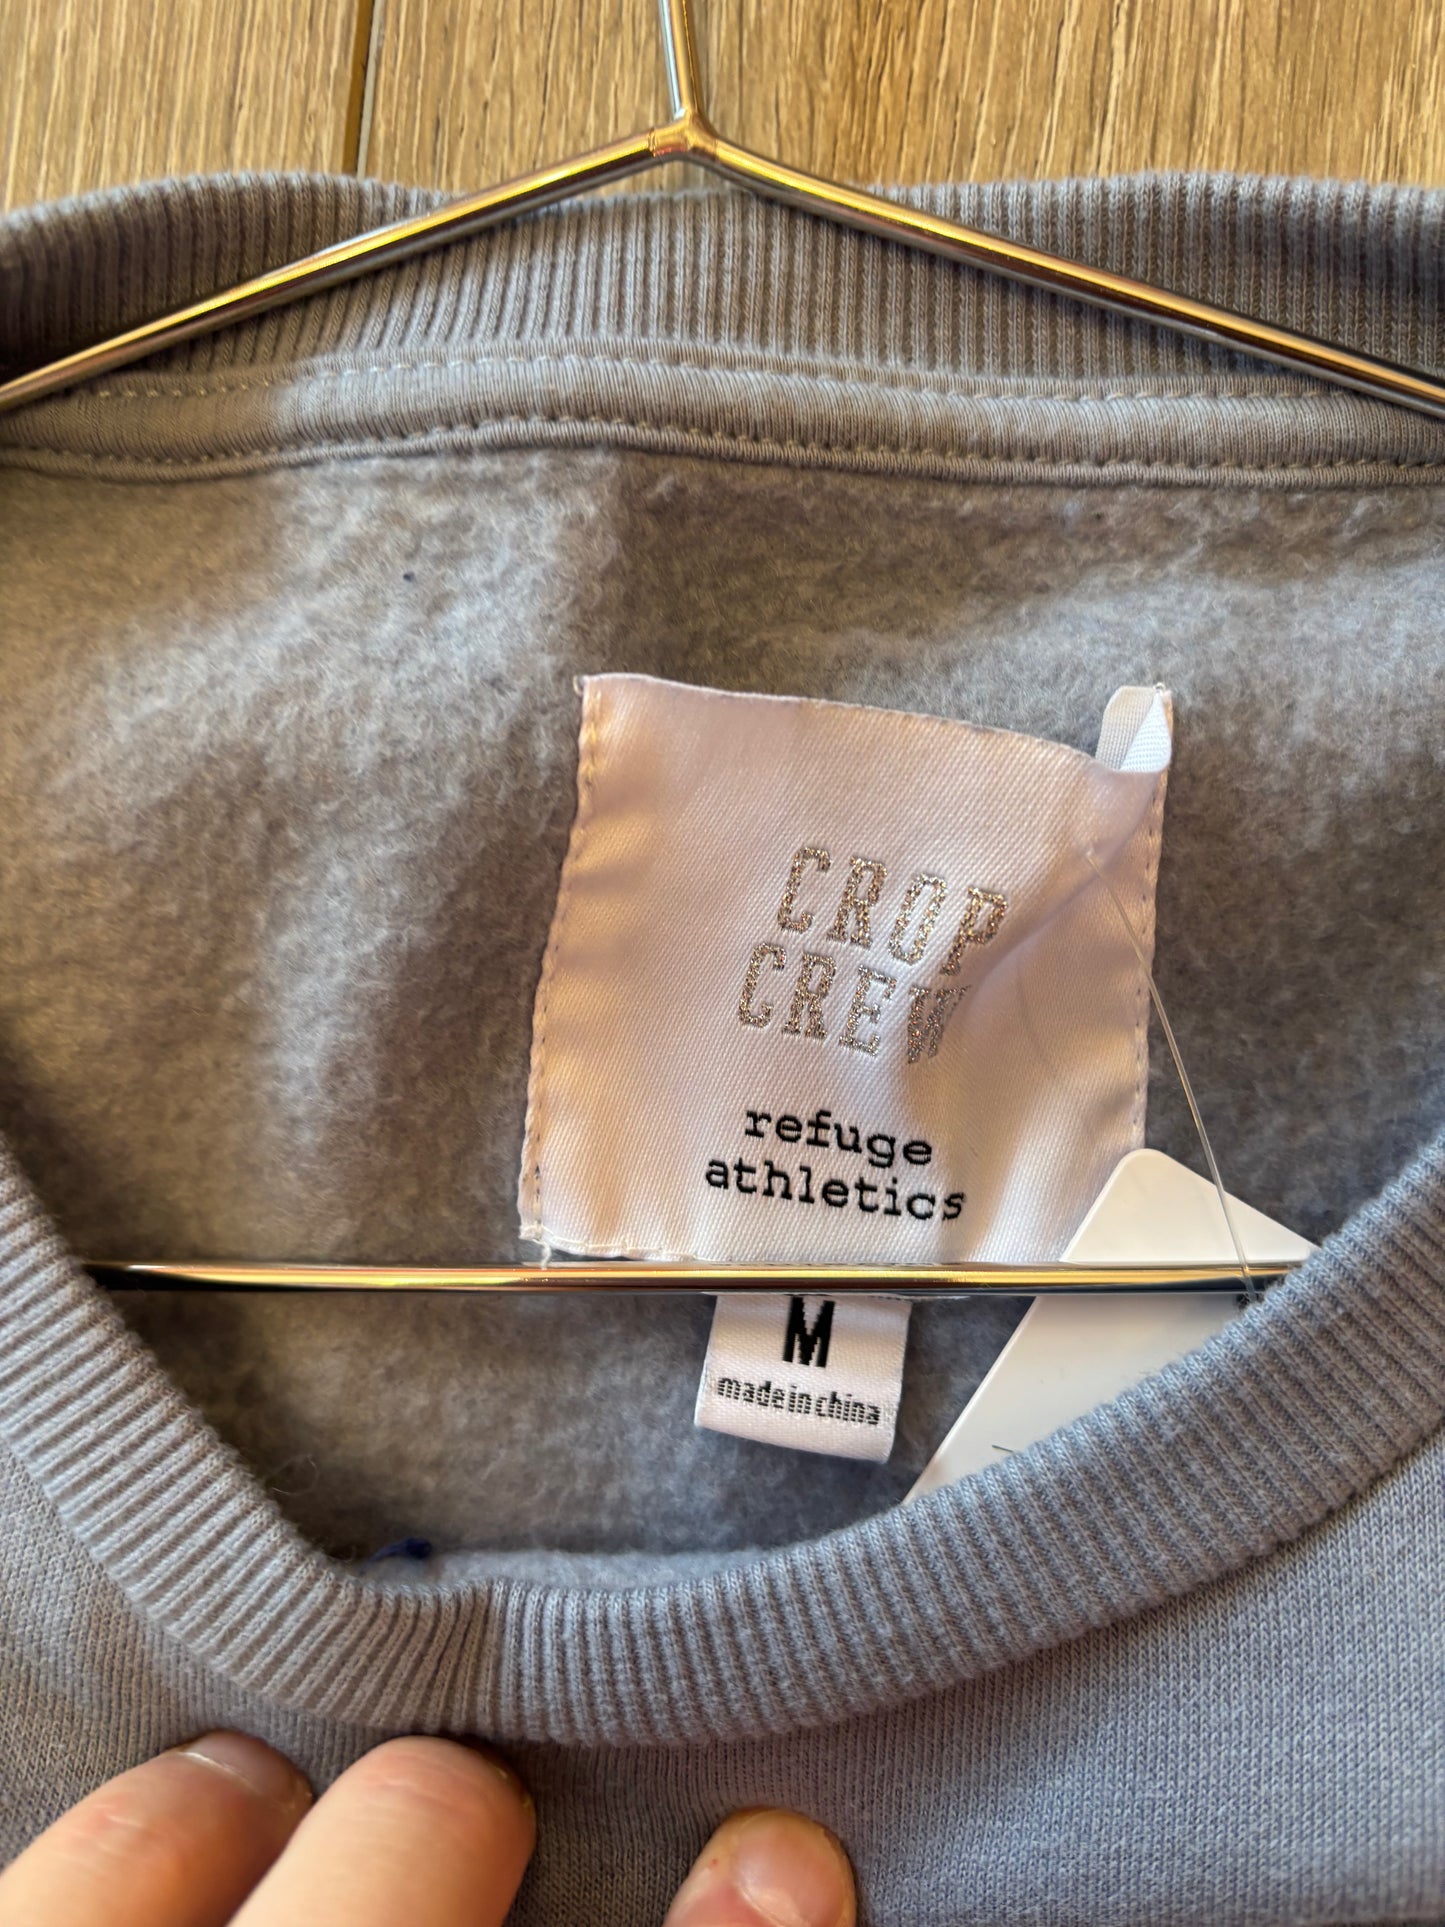 CROP
CREW
refuge
athletics
M
made in china